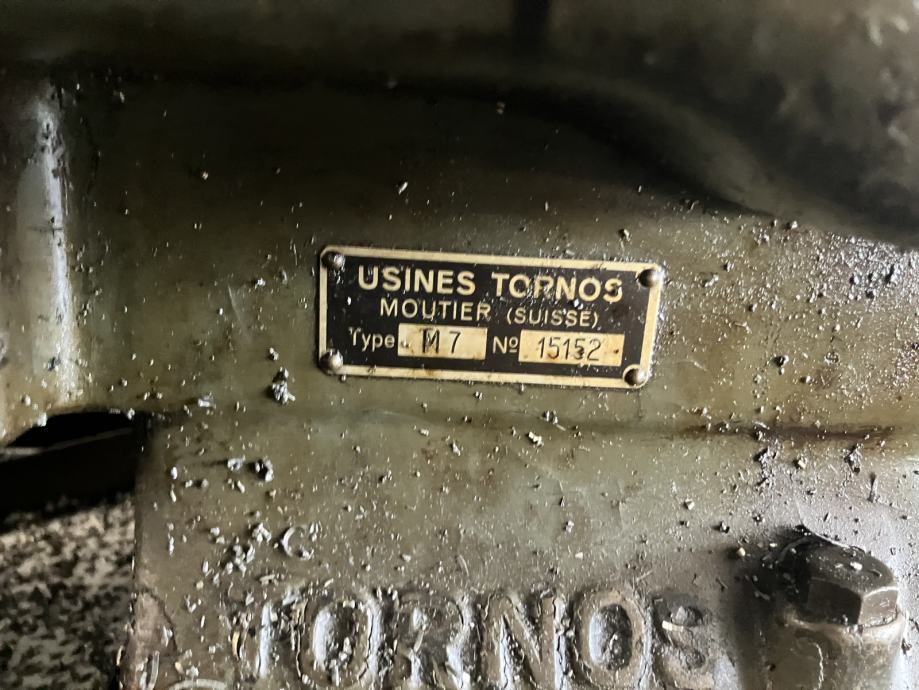 USINES TORNOS
MOUTIER (SUISSE)
Type M7 Nº 15152
TORNOS